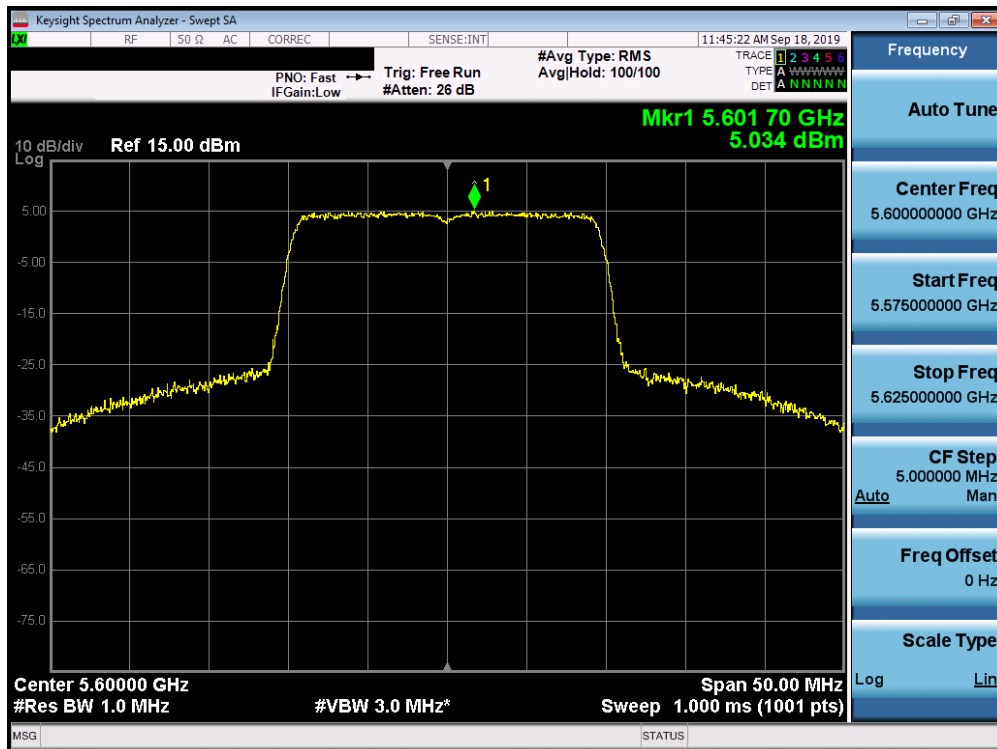 Keysight Spectrum Analyzer - Swept SA
LXI RF 50 Ω AC CORREC SENSE:INT 11:45:22 AM Sep 18, 2019
PNO: Fast
IFGain:Low
Trig: Free Run
#Atten: 26 dB
#Avg Type: RMS
Avg|Hold: 100/100
TRACE 1 2 3 4 5 6
TYPE A WWWWW
DET A N N N N N
Frequency
Mkr1 5.601 70 GHz
5.034 dBm
10 dB/div Ref 15.00 dBm
Log
1
5.00
-5.00
-15.0
-25.0
-35.0
-45.0
-55.0
-65.0
-75.0
Center 5.60000 GHz Span 50.00 MHz
#Res BW 1.0 MHz #VBW 3.0 MHz* Sweep 1.000 ms (1001 pts)
Auto Tune
Center Freq
5.600000000 GHz
Start Freq
5.575000000 GHz
Stop Freq
5.625000000 GHz
CF Step
5.000000 MHz
Auto Man
Freq Offset
0 Hz
Scale Type
Log Lin
MSG STATUS